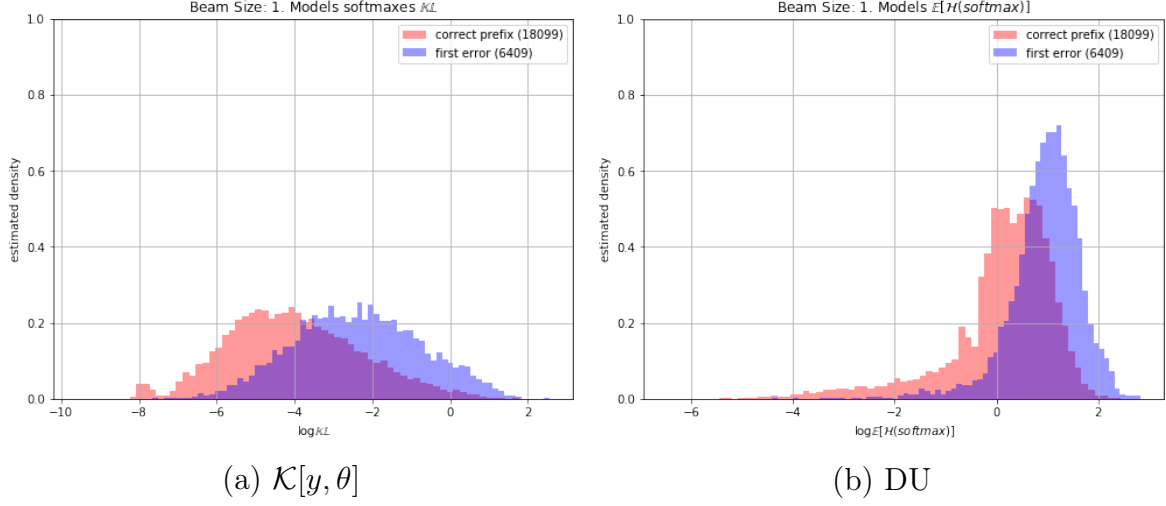 Beam Size: 1. Models softmaxes 𝕂𝕃
1.0
0.8
0.6
0.4
0.2
0.0
estimated density
correct prefix (18099)
first error (6409)
−10
−8
−6
−4
−2
0
2
log𝕂𝕃
(a) 𝒦[y, θ]
Beam Size: 1. Models 𝔼[ℋ(softmax)]
1.0
0.8
0.6
0.4
0.2
0.0
estimated density
correct prefix (18099)
first error (6409)
−6
−4
−2
0
2
log𝔼[ℋ(softmax)]
(b) DU